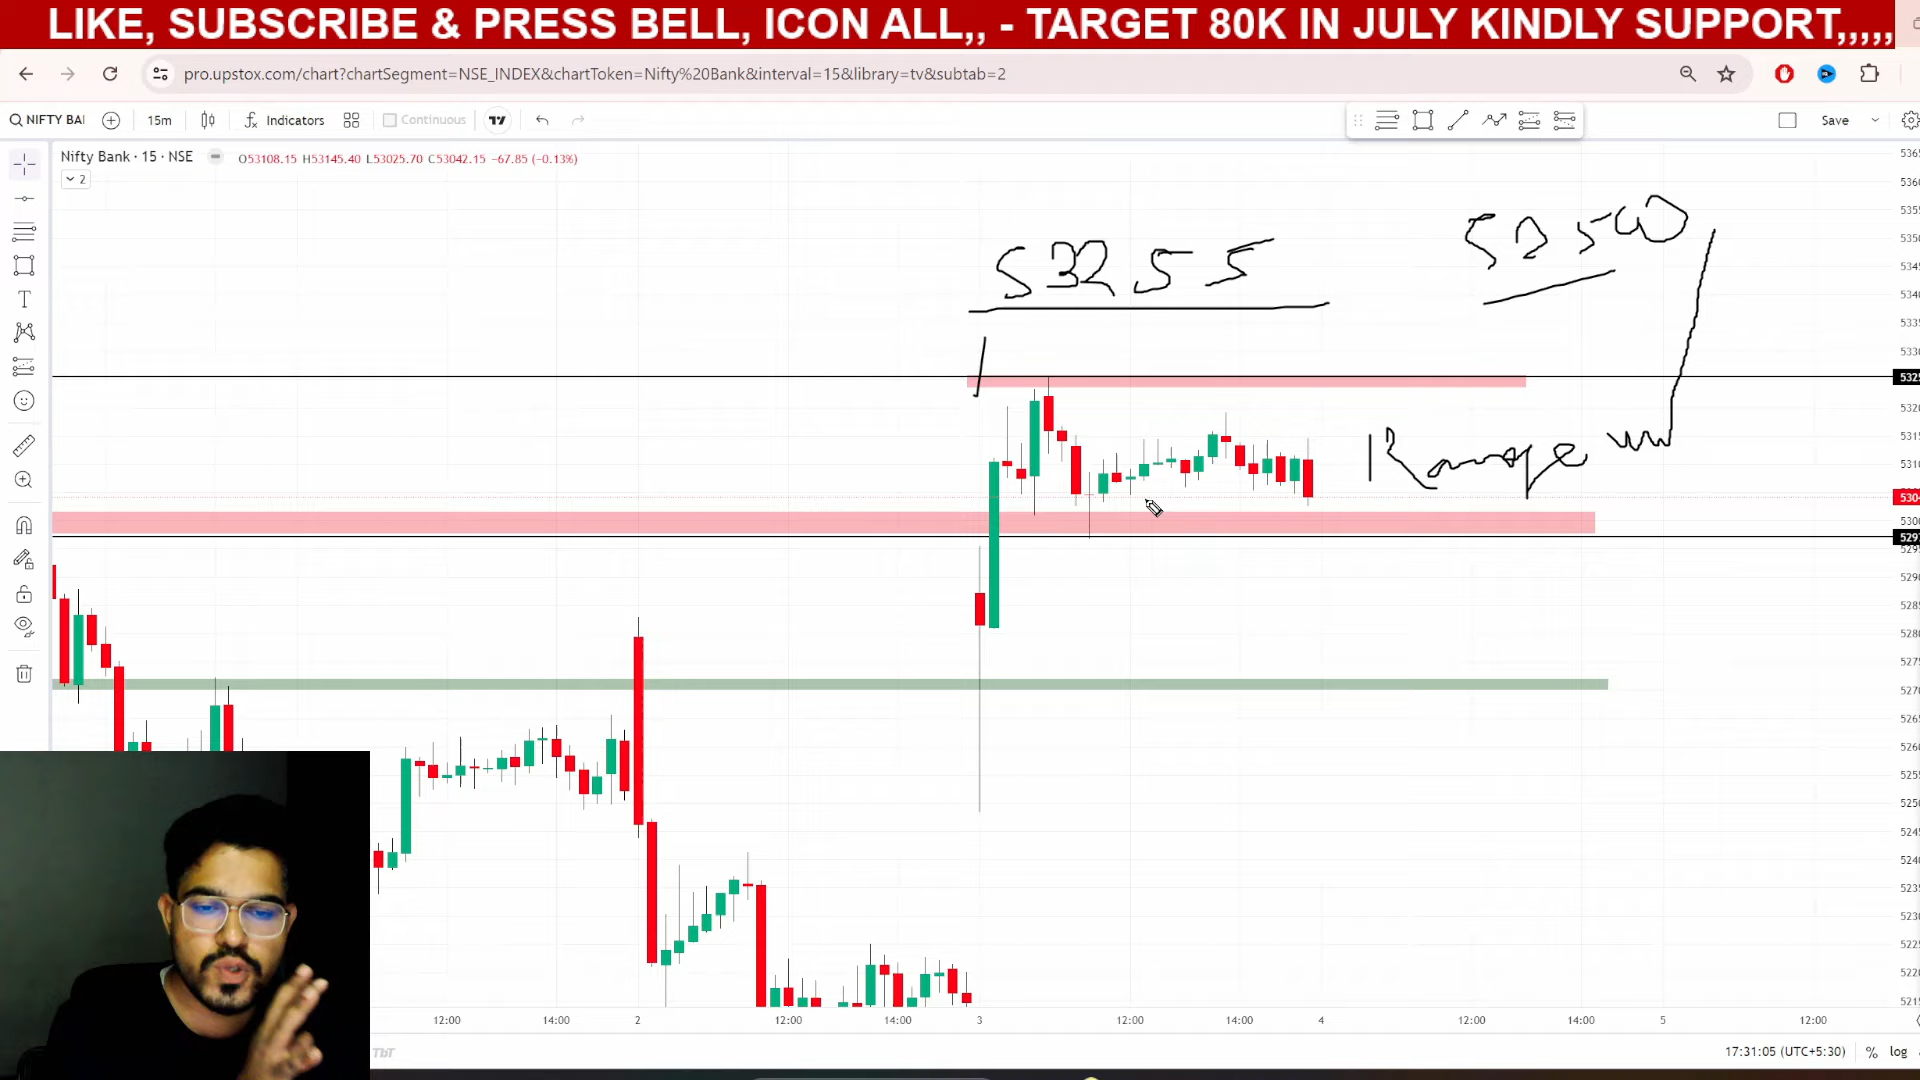 LIKE, SUBSCRIBE & PRESS BELL, ICON ALL,, - TARGET 80K IN JULY KINDLY SUPPORT,,,,,
pro.upstox.com/chart?chartSegment=NSE_INDEX&chartToken=Nifty%20Bank&interval=15&library=tv&subtab=2
NIFTY BAI 15m Indicators Continuous Save
Nifty Bank · 15 · NSE O53108.15 H53145.40 L53025.70 C53042.15 −67.85 (−0.13%)
2
53255
53500
Range
12:00 14:00 2 12:00 14:00 3 12:00 14:00 4 12:00 14:00 5 12:00
17:31:05 (UTC+5:30) % log